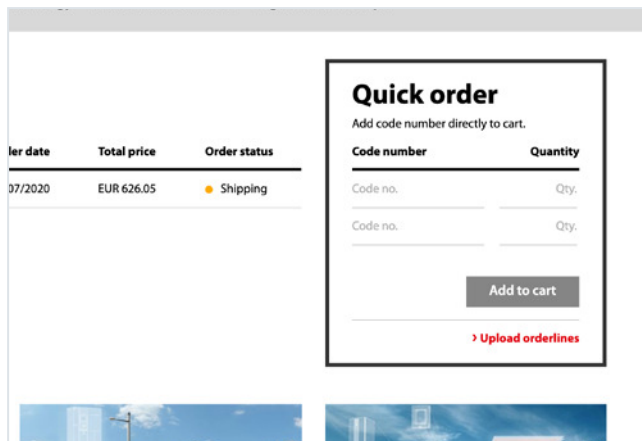 Quick order
Add code number directly to cart.
der date Total price Order status
07/2020 EUR 626.05 Shipping
Code number Quantity
Code no. Qty.
Code no. Qty.
Add to cart
› Upload orderlines